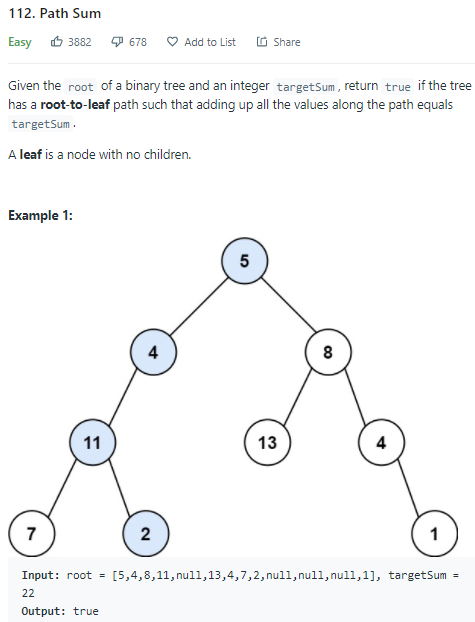 112. Path Sum
Easy 3882 678 Add to List Share
Given the root of a binary tree and an integer targetSum, return true if the tree
has a root-to-leaf path such that adding up all the values along the path equals
targetSum.
A leaf is a node with no children.
Example 1:
5
4 8
11 13 4
7 2 1
Input: root = [5,4,8,11,null,13,4,7,2,null,null,null,1], targetSum =
22
Output: true